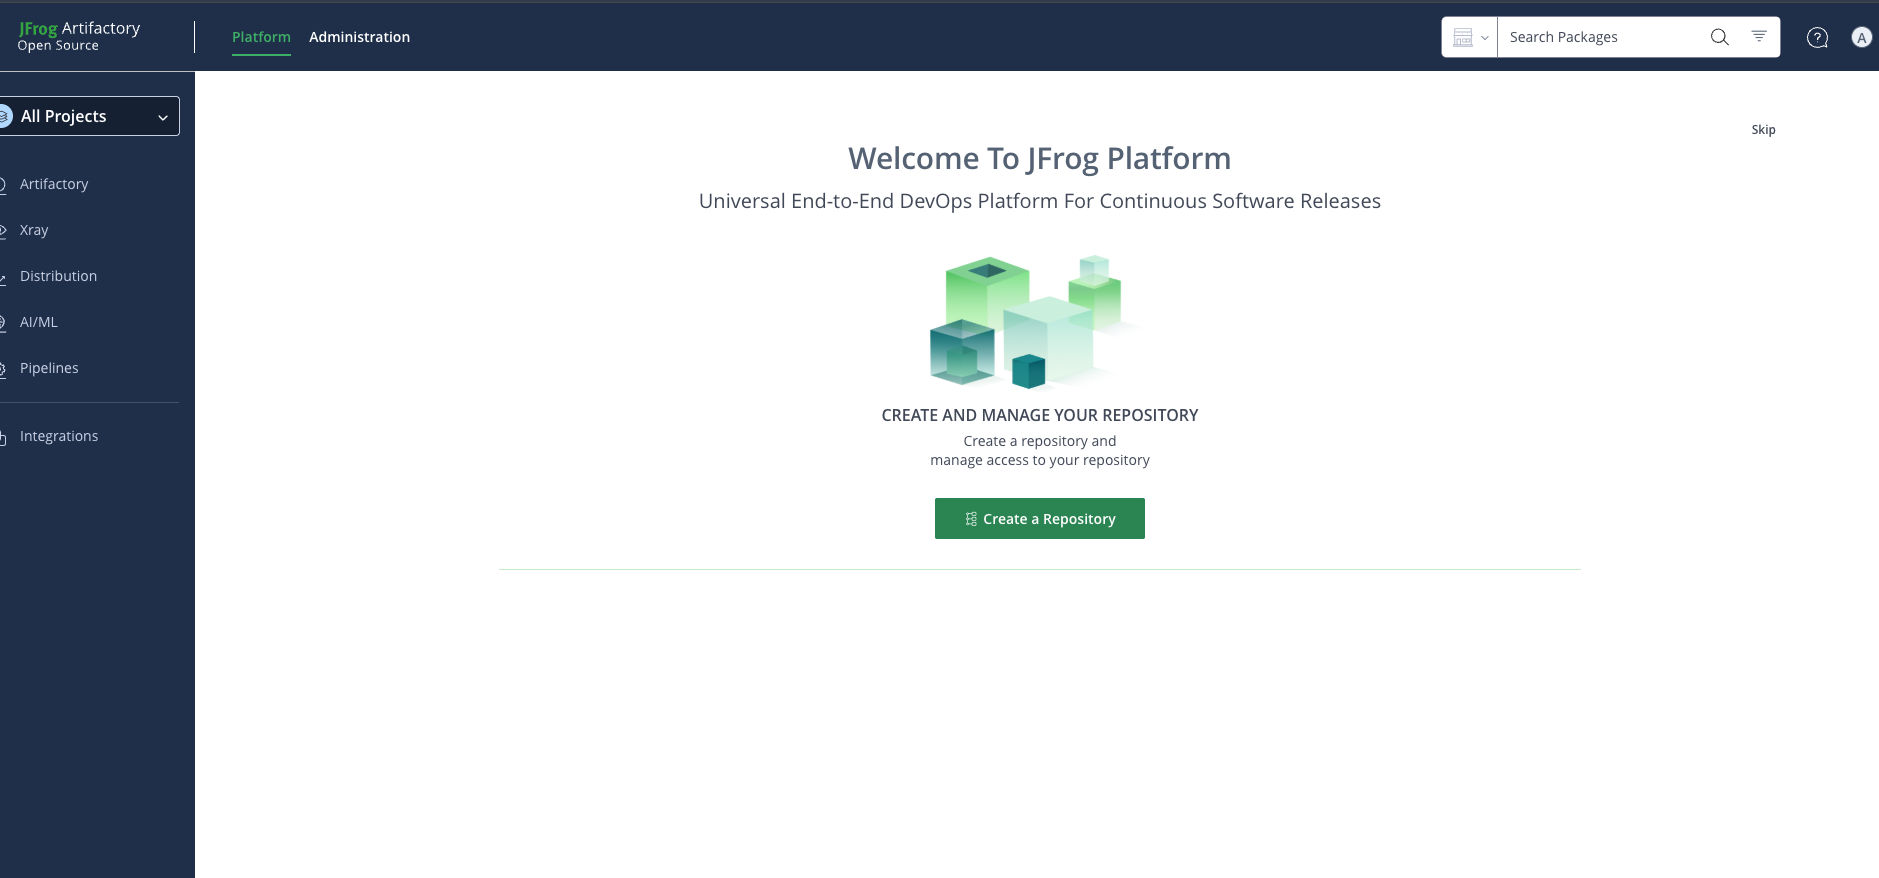 JFrog Artifactory
Open Source
Platform
Administration
Search Packages
?
A
All Projects
Artifactory
Xray
Distribution
AI/ML
Pipelines
Integrations
Skip
Welcome To JFrog Platform
Universal End-to-End DevOps Platform For Continuous Software Releases
CREATE AND MANAGE YOUR REPOSITORY
Create a repository and
manage access to your repository
Create a Repository